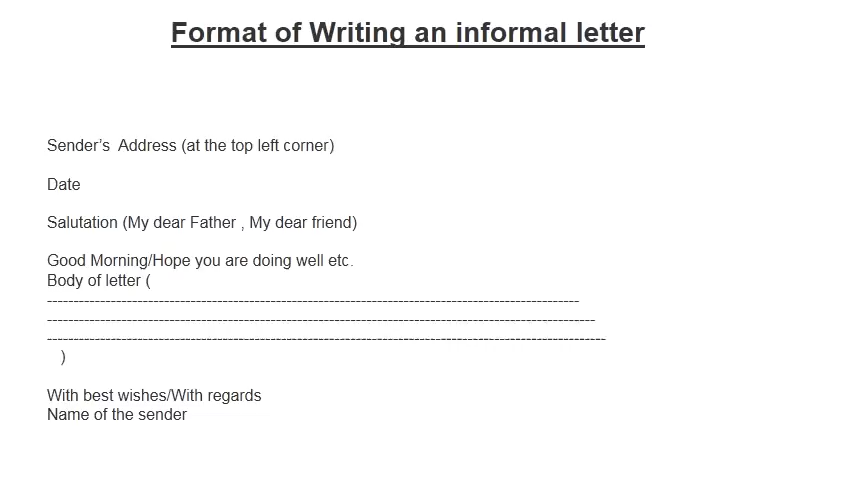 Format of Writing an informal letter
Sender’s  Address (at the top left corner)
Date
Salutation (My dear Father , My dear friend)
Good Morning/Hope you are doing well etc.
Body of letter (
----------------------------------------------------------------------------------------------------
-------------------------------------------------------------------------------------------------------
---------------------------------------------------------------------------------------------------------
)
With best wishes/With regards
Name of the sender